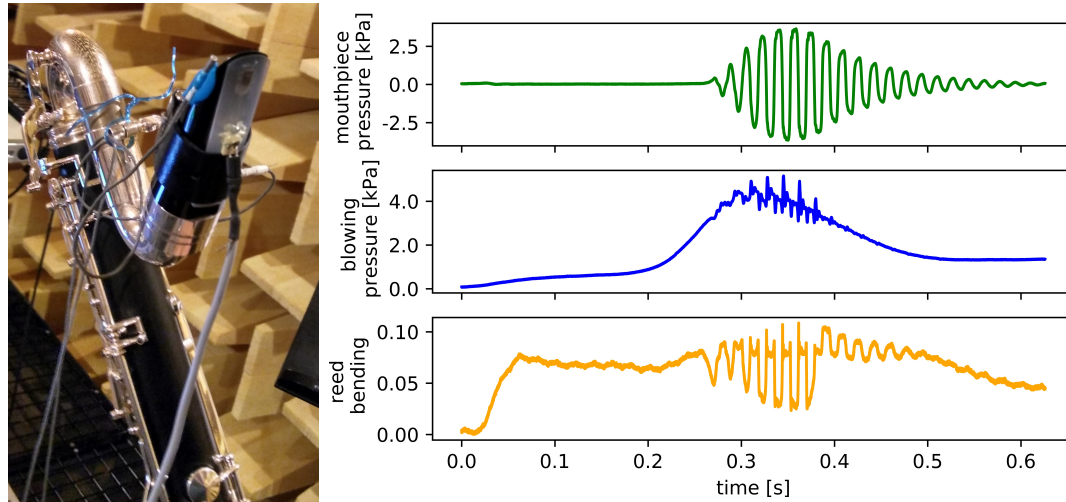 mouthpiece
pressure [kPa]
2.5
0.0
-2.5
blowing
pressure [kPa]
4.0
2.0
0.0
reed
bending
0.10
0.05
0.00
0.0 0.1 0.2 0.3 0.4 0.5 0.6
time [s]